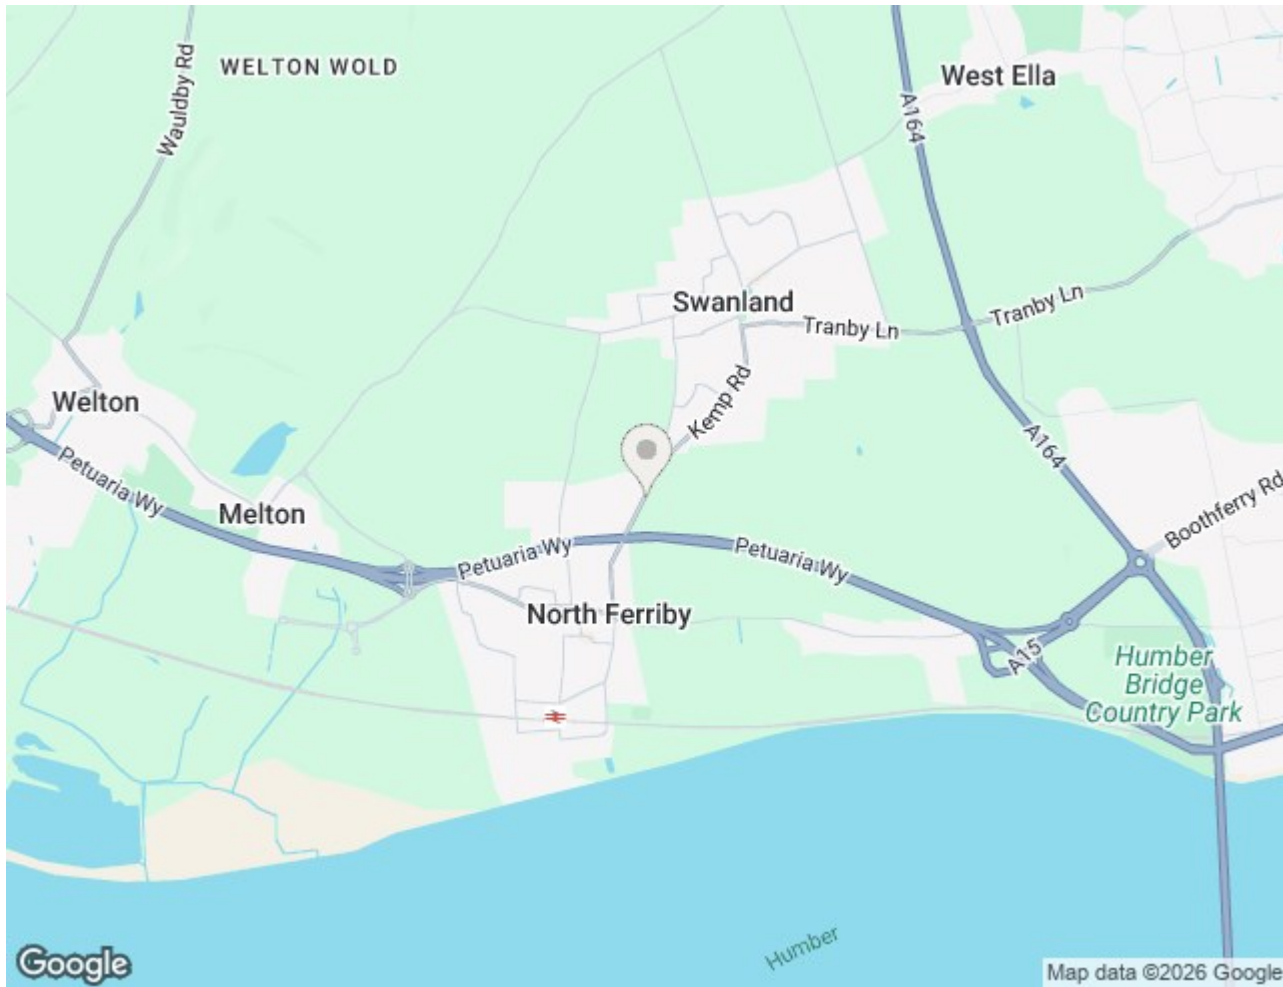 WELTON WOLD
Wauldby Rd
West Ella
A164
Swanland
Tranby Ln
Tranby Ln
Kemp Rd
Welton
Petuaria Wy
Melton
A164
Boothferry Rd
Petuaria Wy
Petuaria Wy
North Ferriby
A15
Humber
Bridge
Country Park
Humber
Google
Map data ©2026 Google